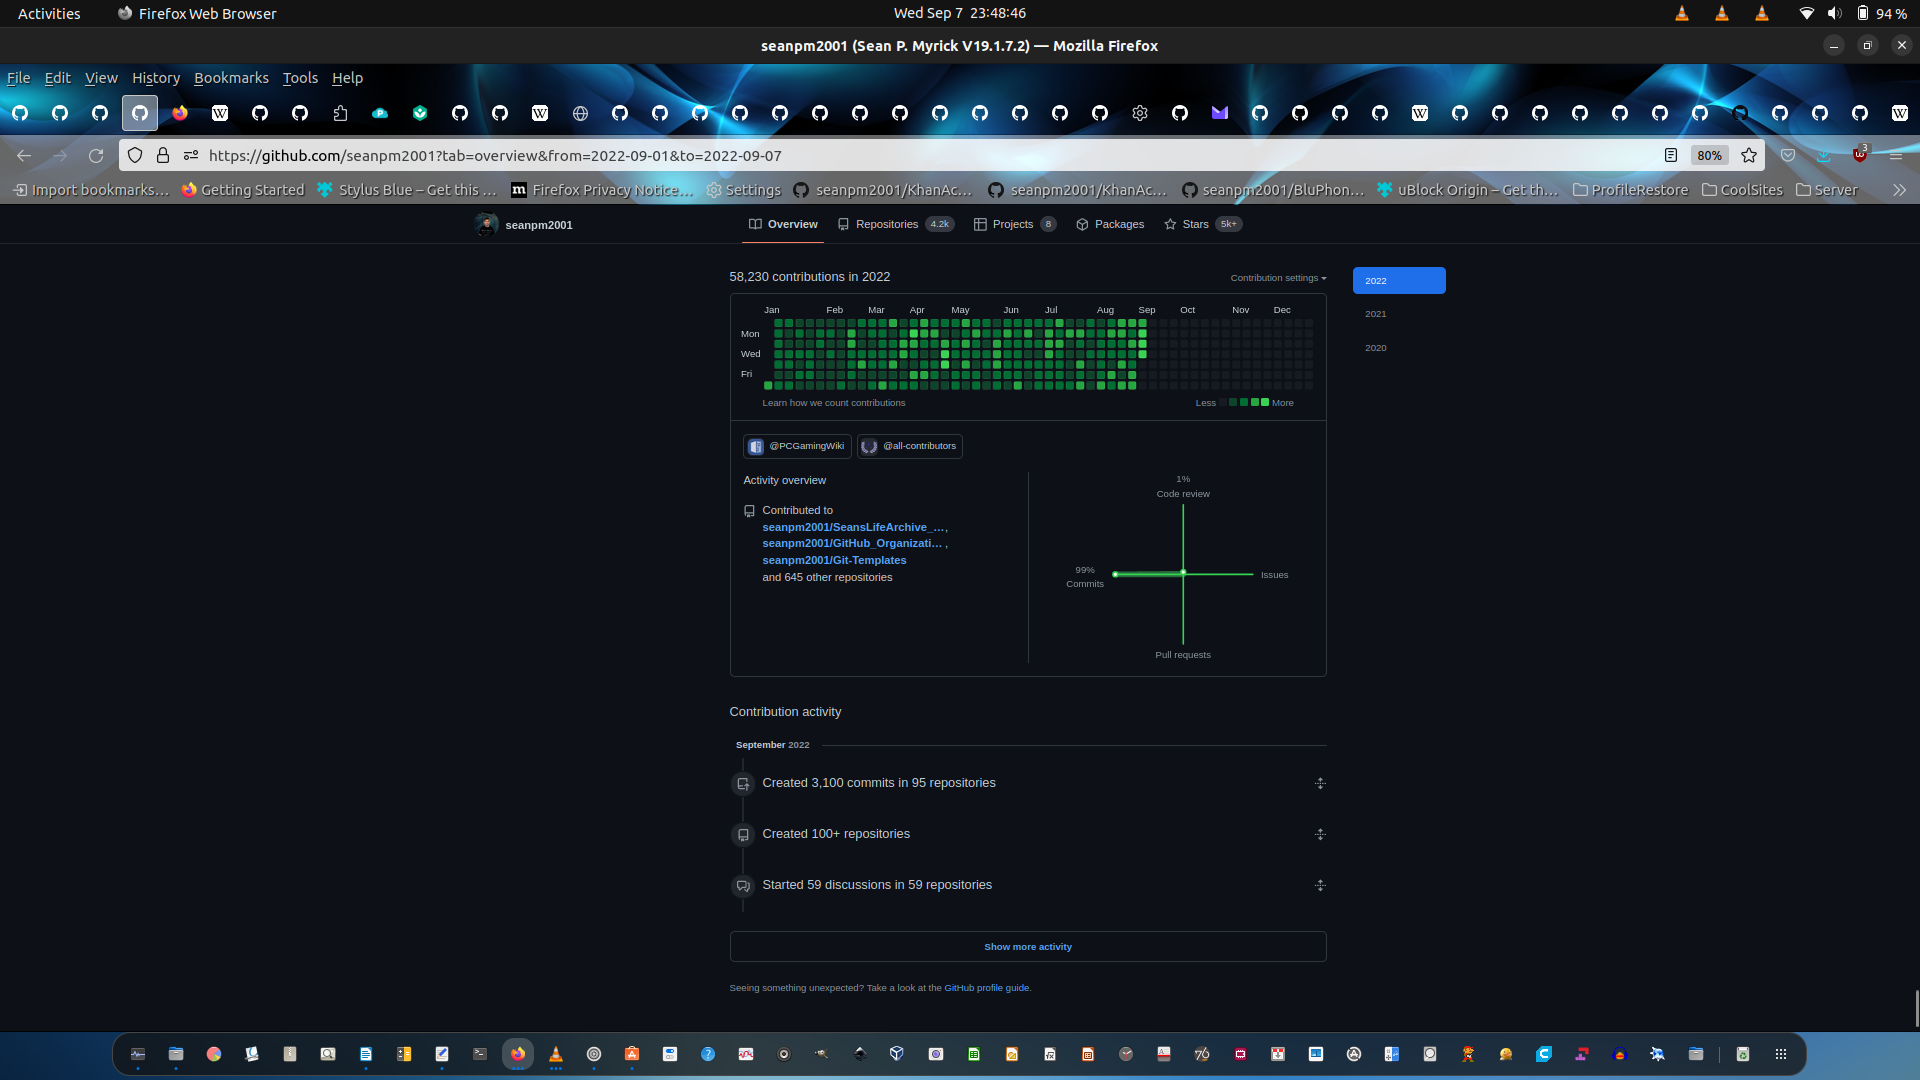 Activities
Firefox Web Browser
Wed Sep 7 23:48:46
94 %
seanpm2001 (Sean P. Myrick V19.1.7.2) — Mozilla Firefox
File Edit View History Bookmarks Tools Help
https://github.com/seanpm2001?tab=overview&from=2022-09-01&to=2022-09-07
80%
3
Import bookmarks… Getting Started Stylus Blue – Get this … Firefox Privacy Notice… Settings seanpm2001/KhanAc… seanpm2001/KhanAc… seanpm2001/BluPhon… uBlock Origin – Get th… ProfileRestore CoolSites Server
seanpm2001
Overview Repositories 4.2k Projects 8 Packages Stars 5k+
58,230 contributions in 2022
Contribution settings
2022
2021
2020
Jan Feb Mar Apr May Jun Jul Aug Sep Oct Nov Dec
Mon
Wed
Fri
Learn how we count contributions
Less More
@PCGamingWiki @all-contributors
Activity overview
Contributed to
seanpm2001/SeansLifeArchive_…,
seanpm2001/GitHub_Organizati… ,
seanpm2001/Git-Templates
and 645 other repositories
1%
Code review
99%
Commits
Issues
Pull requests
Contribution activity
September 2022
Created 3,100 commits in 95 repositories
Created 100+ repositories
Started 59 discussions in 59 repositories
Show more activity
Seeing something unexpected? Take a look at the GitHub profile guide.
76